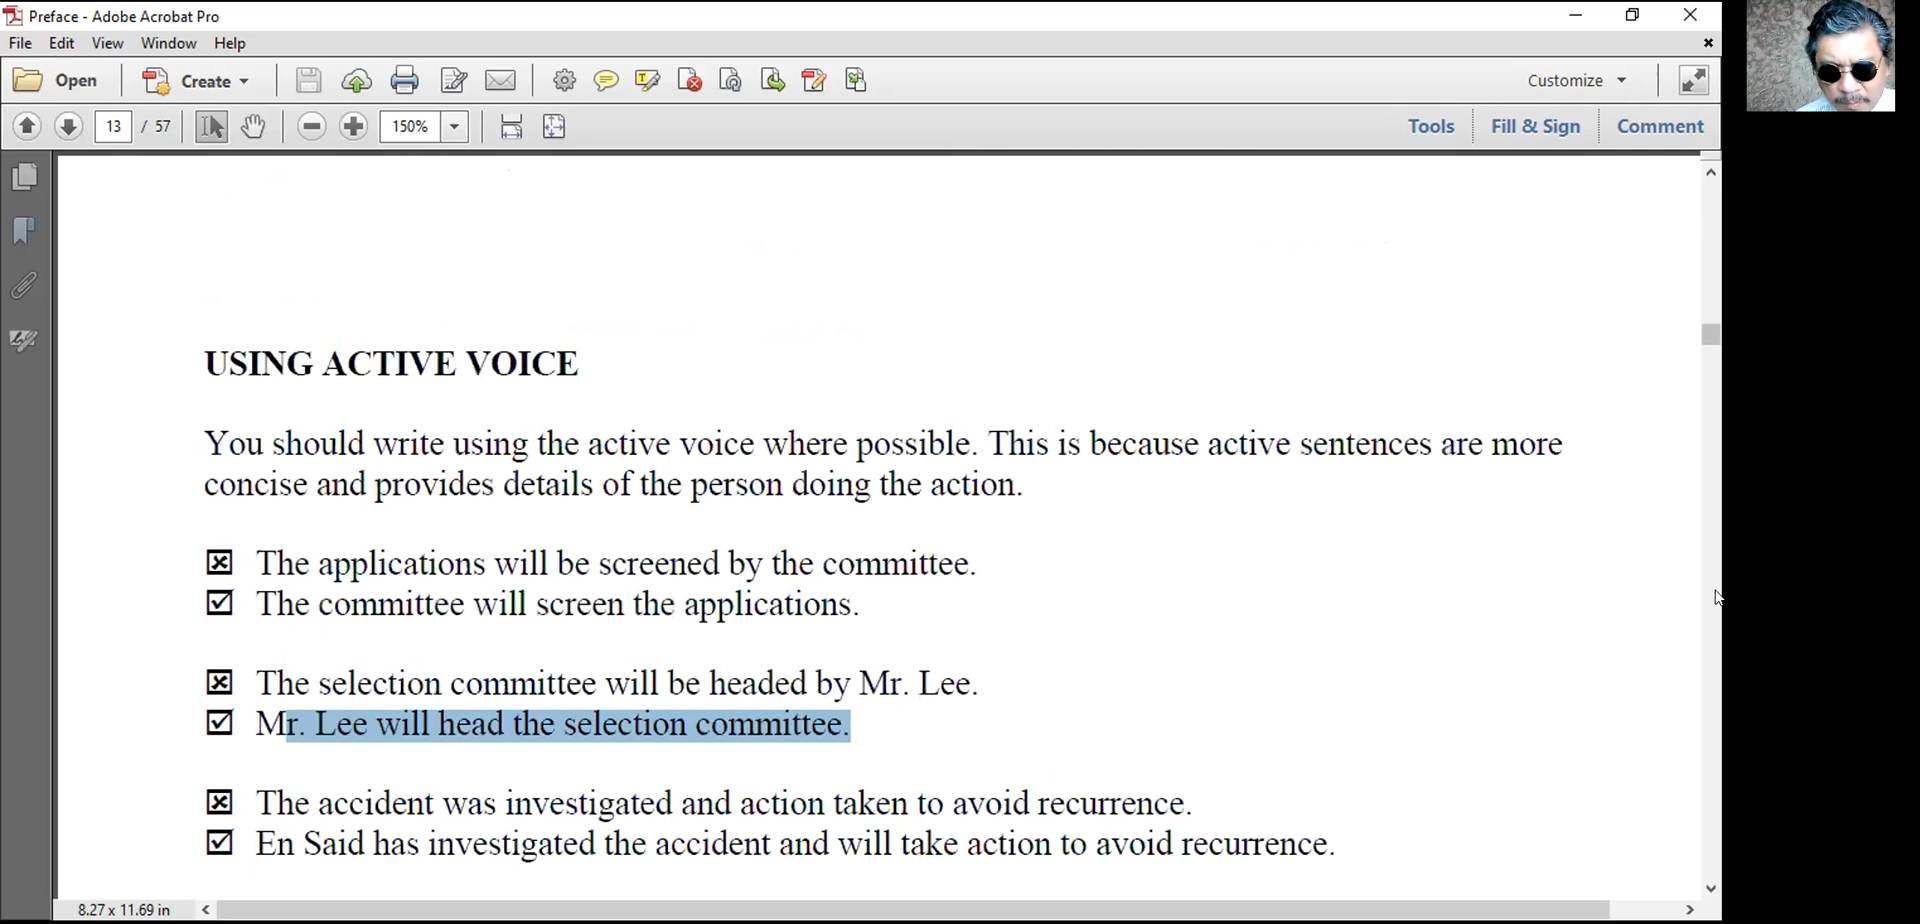 Preface - Adobe Acrobat Pro
File Edit View Window Help
Open Create Customize
13 / 57 150% Tools Fill & Sign Comment
USING ACTIVE VOICE
You should write using the active voice where possible. This is because active sentences are more
concise and provides details of the person doing the action.
The applications will be screened by the committee.
The committee will screen the applications.
The selection committee will be headed by Mr. Lee.
Mr. Lee will head the selection committee.
The accident was investigated and action taken to avoid recurrence.
En Said has investigated the accident and will take action to avoid recurrence.
8.27 x 11.69 in